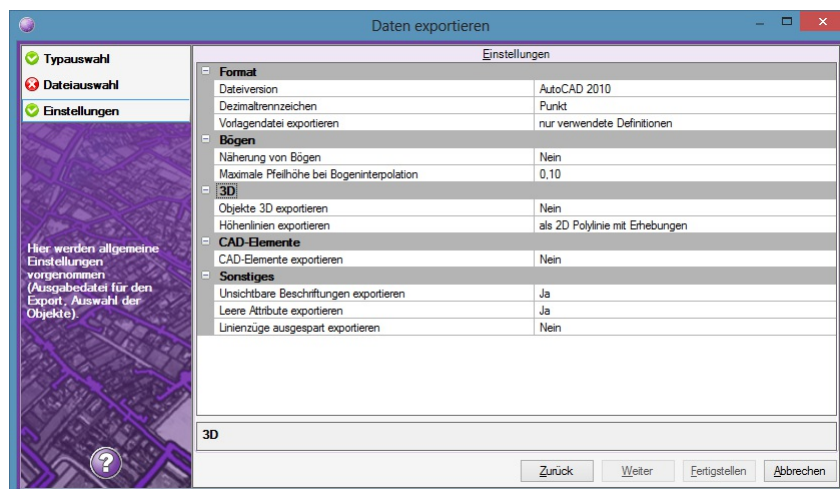 Daten exportieren
Typauswahl
Dateiauswahl
Einstellungen
Hier werden allgemeine
Einstellungen
vorgenommen
(Ausgabedatei für den
Export, Auswahl der
Objekte).
?
Einstellungen
Format
Dateiversion AutoCAD 2010
Dezimaltrennzeichen Punkt
Vorlagendatei exportieren nur verwendete Definitionen
Bögen
Näherung von Bögen Nein
Maximale Pfeilhöhe bei Bogeninterpolation 0,10
3D
Objekte 3D exportieren Nein
Höhenlinien exportieren als 2D Polylinie mit Erhebungen
CAD-Elemente
CAD-Elemente exportieren Nein
Sonstiges
Unsichtbare Beschriftungen exportieren Ja
Leere Attribute exportieren Ja
Linienzüge ausgespart exportieren Nein
3D
Zurück Weiter Fertigstellen Abbrechen